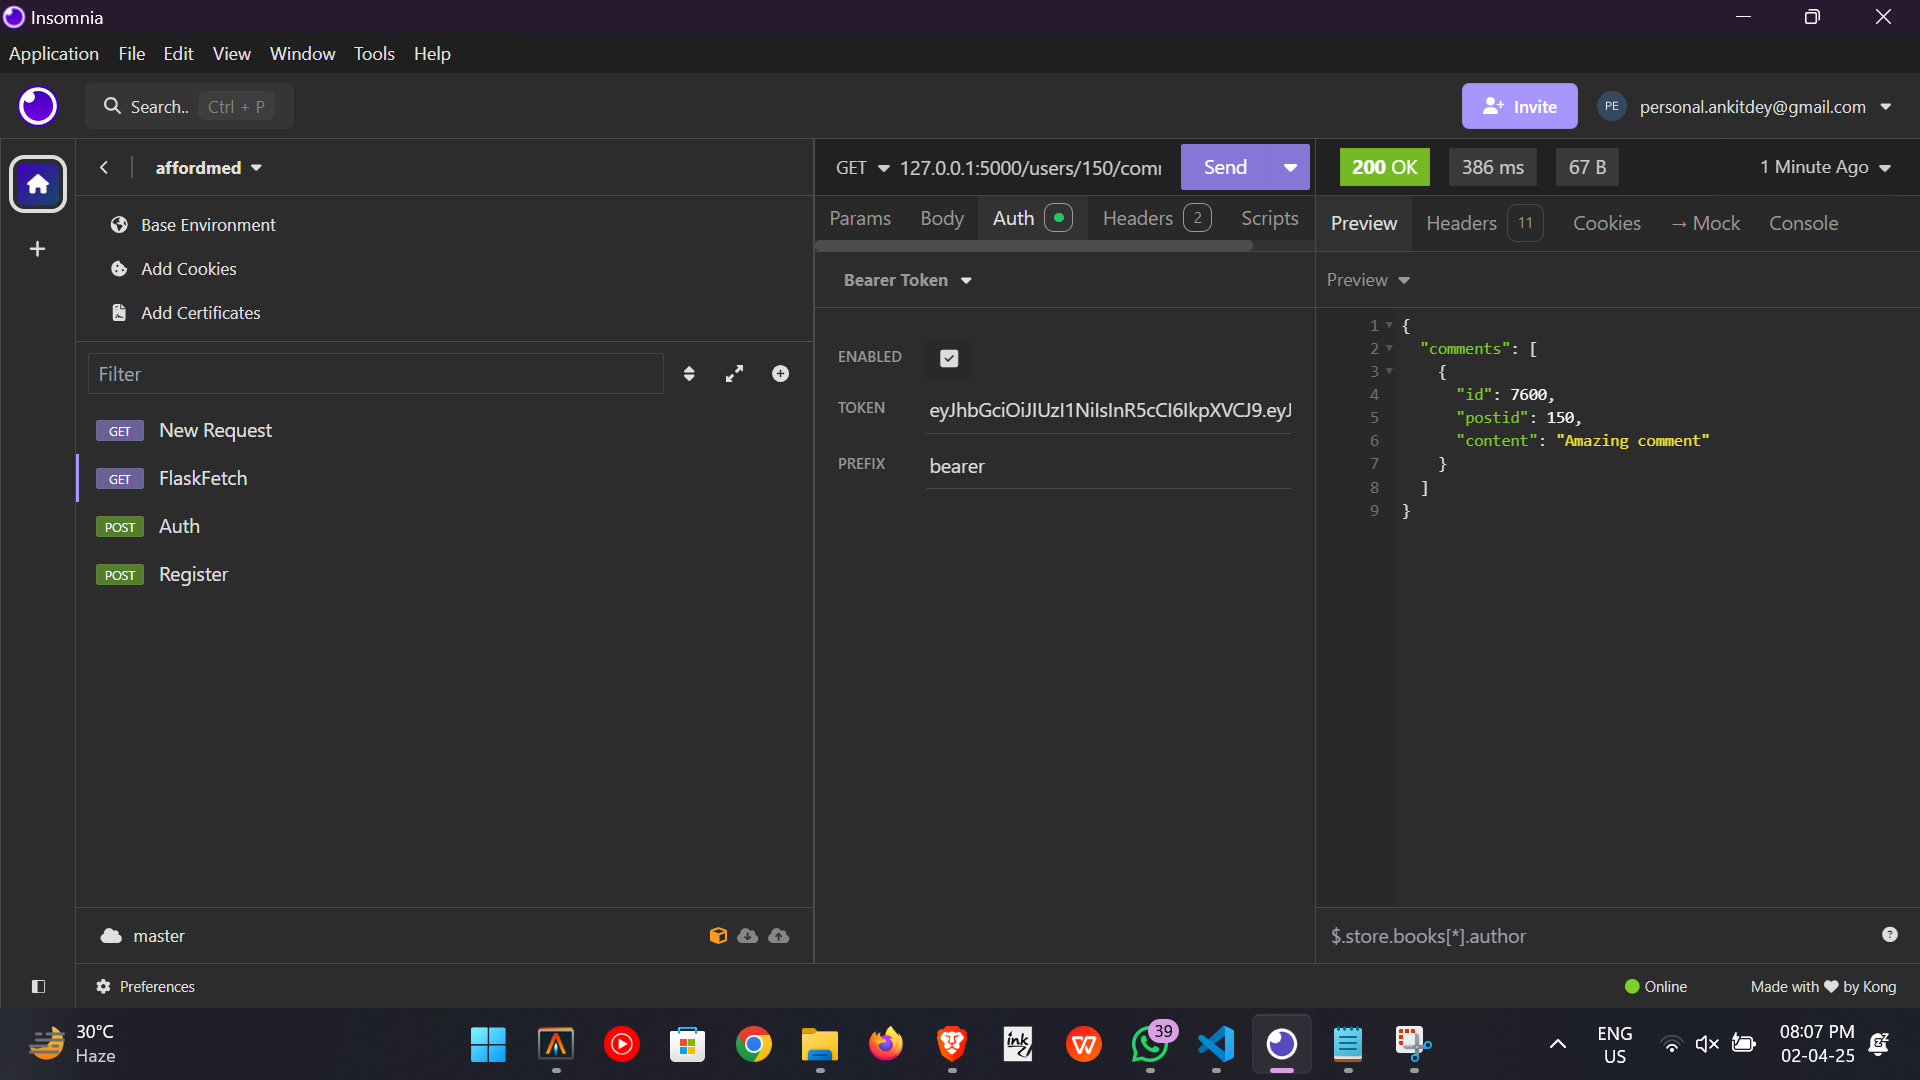 Insomnia
Application File Edit View Window Tools Help
Search.. Ctrl + P
Invite
PE personal.ankitdey@gmail.com
affordmed
Base Environment
Add Cookies
Add Certificates
Filter
GET New Request
GET FlaskFetch
POST Auth
POST Register
master
Preferences
GET 127.0.0.1:5000/users/150/comm
Send
Params Body Auth Headers 2 Scripts
Bearer Token
ENABLED
TOKEN eyJhbGciOiJIUzI1NiIsInR5cCI6IkpXVCJ9.eyJ
PREFIX bearer
200 OK 386 ms 67 B 1 Minute Ago
Preview Headers 11 Cookies → Mock Console
Preview
1 {
2 "comments": [
3 {
4 "id": 7600,
5 "postid": 150,
6 "content": "Amazing comment"
7 }
8 ]
9 }
$.store.books[*].author
Online
Made with ❤ by Kong
30°C
Haze
ink
39
ENG
US
08:07 PM
02-04-25